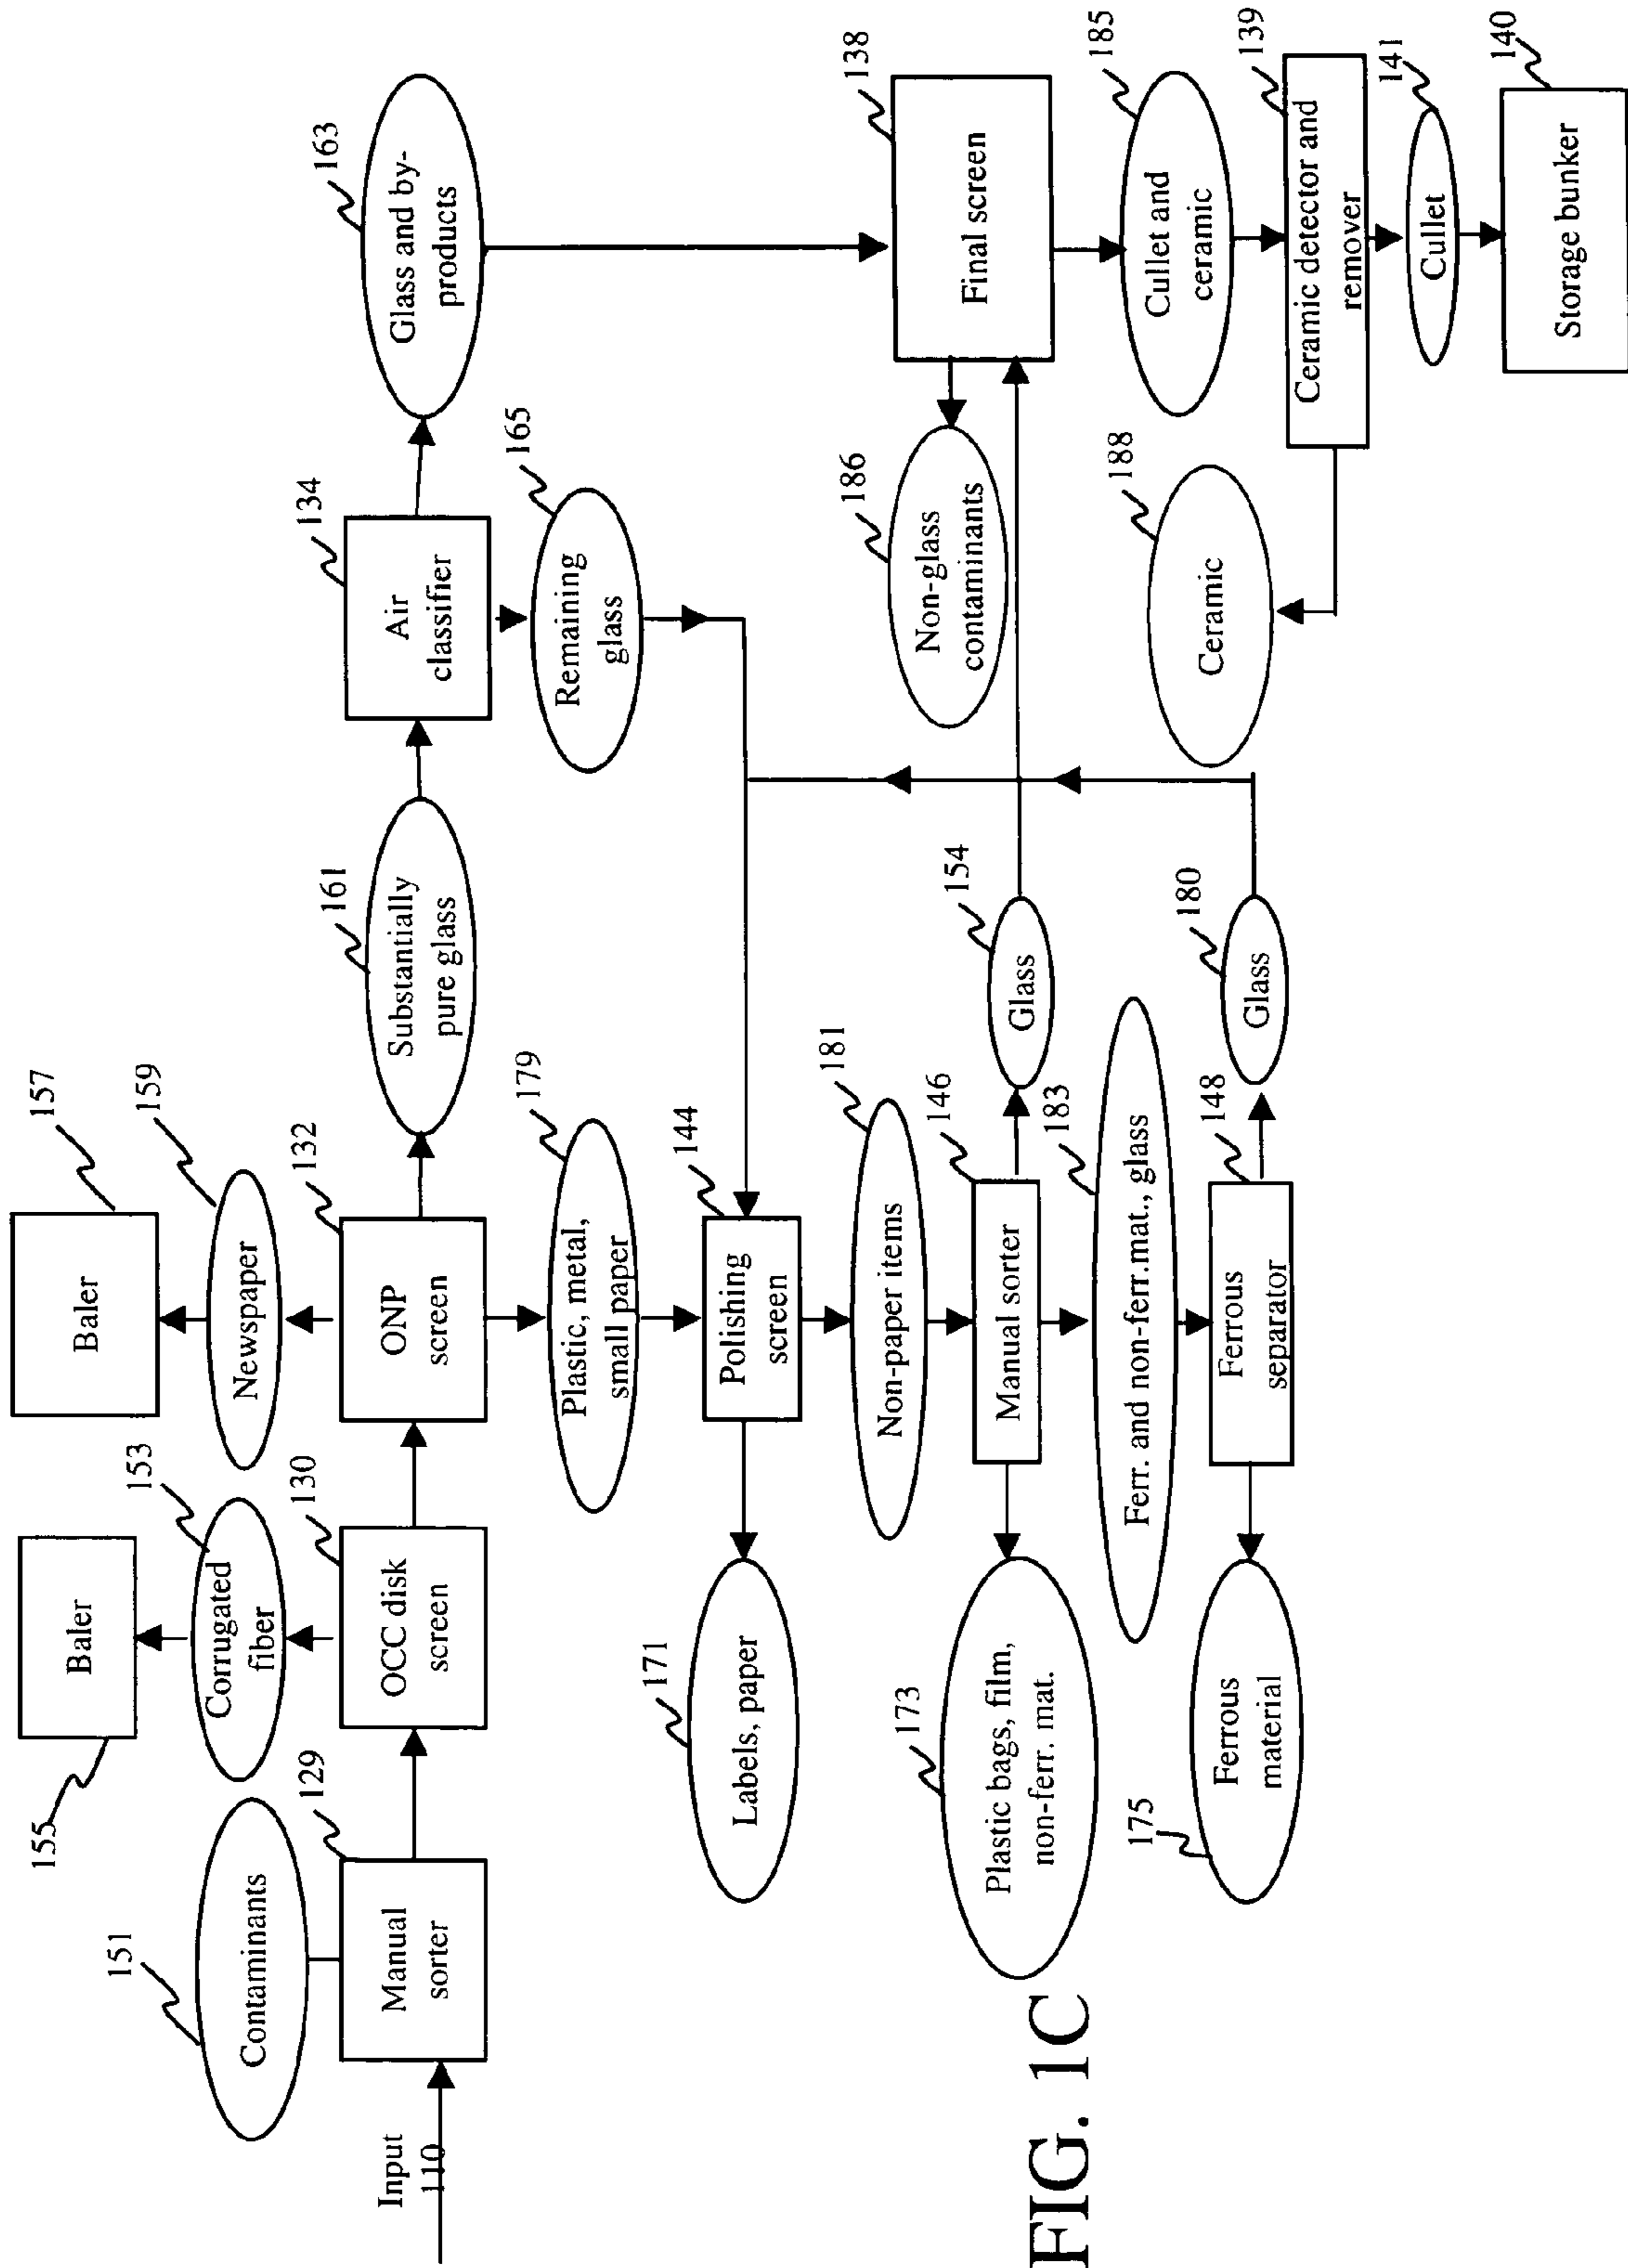 155
Baler
153
Corrugated
fiber
157
Baler
159
Newspaper
151
Contaminants
Input
110
129
Manual
sorter
130
OCC disk
screen
132
ONP
screen
161
Substantially
pure glass
134
Air
classifier
163
Glass and by-
products
179
Plastic, metal,
small paper
165
Remaining
glass
171
Labels, paper
144
Polishing
screen
181
Non-paper items
186
Non-glass
contaminants
138
Final screen
173
Plastic bags, film,
non-ferr. mat.
146
Manual sorter
154
Glass
183
Ferr. and non-ferr.mat., glass
185
Cullet and
ceramic
188
Ceramic
175
Ferrous
material
148
Ferrous
separator
180
Glass
139
Ceramic detector and
remover
141
Cullet
140
Storage bunker
FIG. 1C